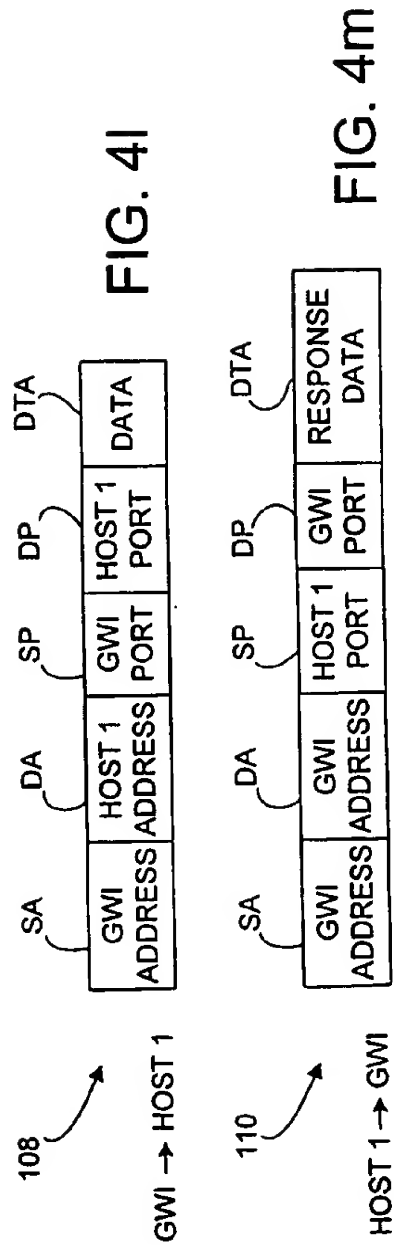 108
GWI → HOST 1
SA DA SP DP DTA
GWI ADDRESS HOST 1 ADDRESS GWI PORT HOST 1 PORT DATA
FIG. 4l
110
HOST 1 → GWI
SA DA SP DP DTA
GWI ADDRESS GWI ADDRESS HOST 1 PORT GWI PORT RESPONSE DATA
FIG. 4m